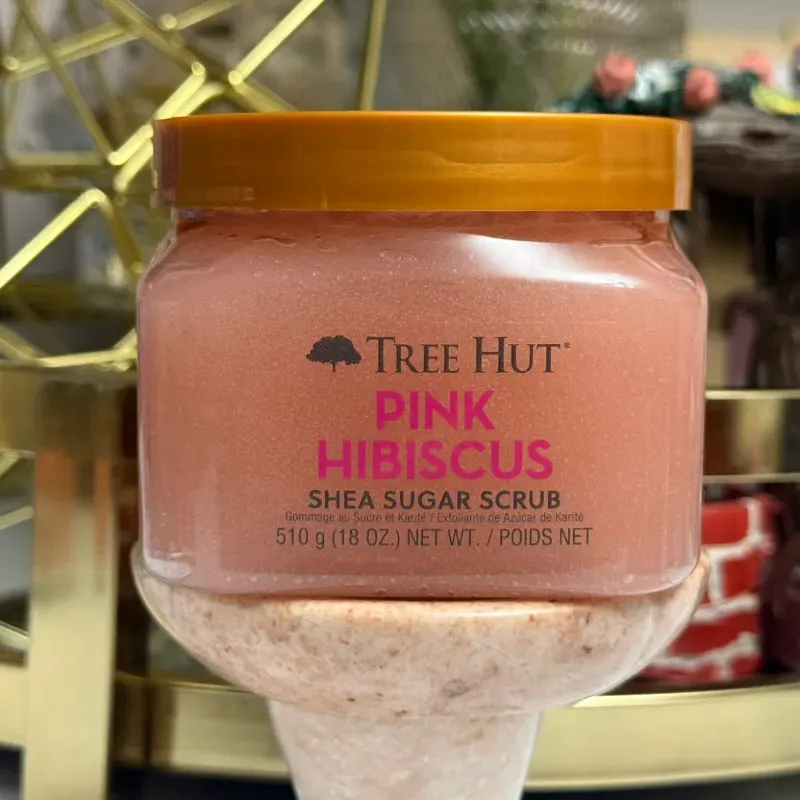 TREE HUT®
PINK
HIBISCUS
SHEA SUGAR SCRUB
Gommage au Sucre et Karité / Exfoliante de Azúcar de Karité
510 g (18 OZ.) NET WT. / POIDS NET